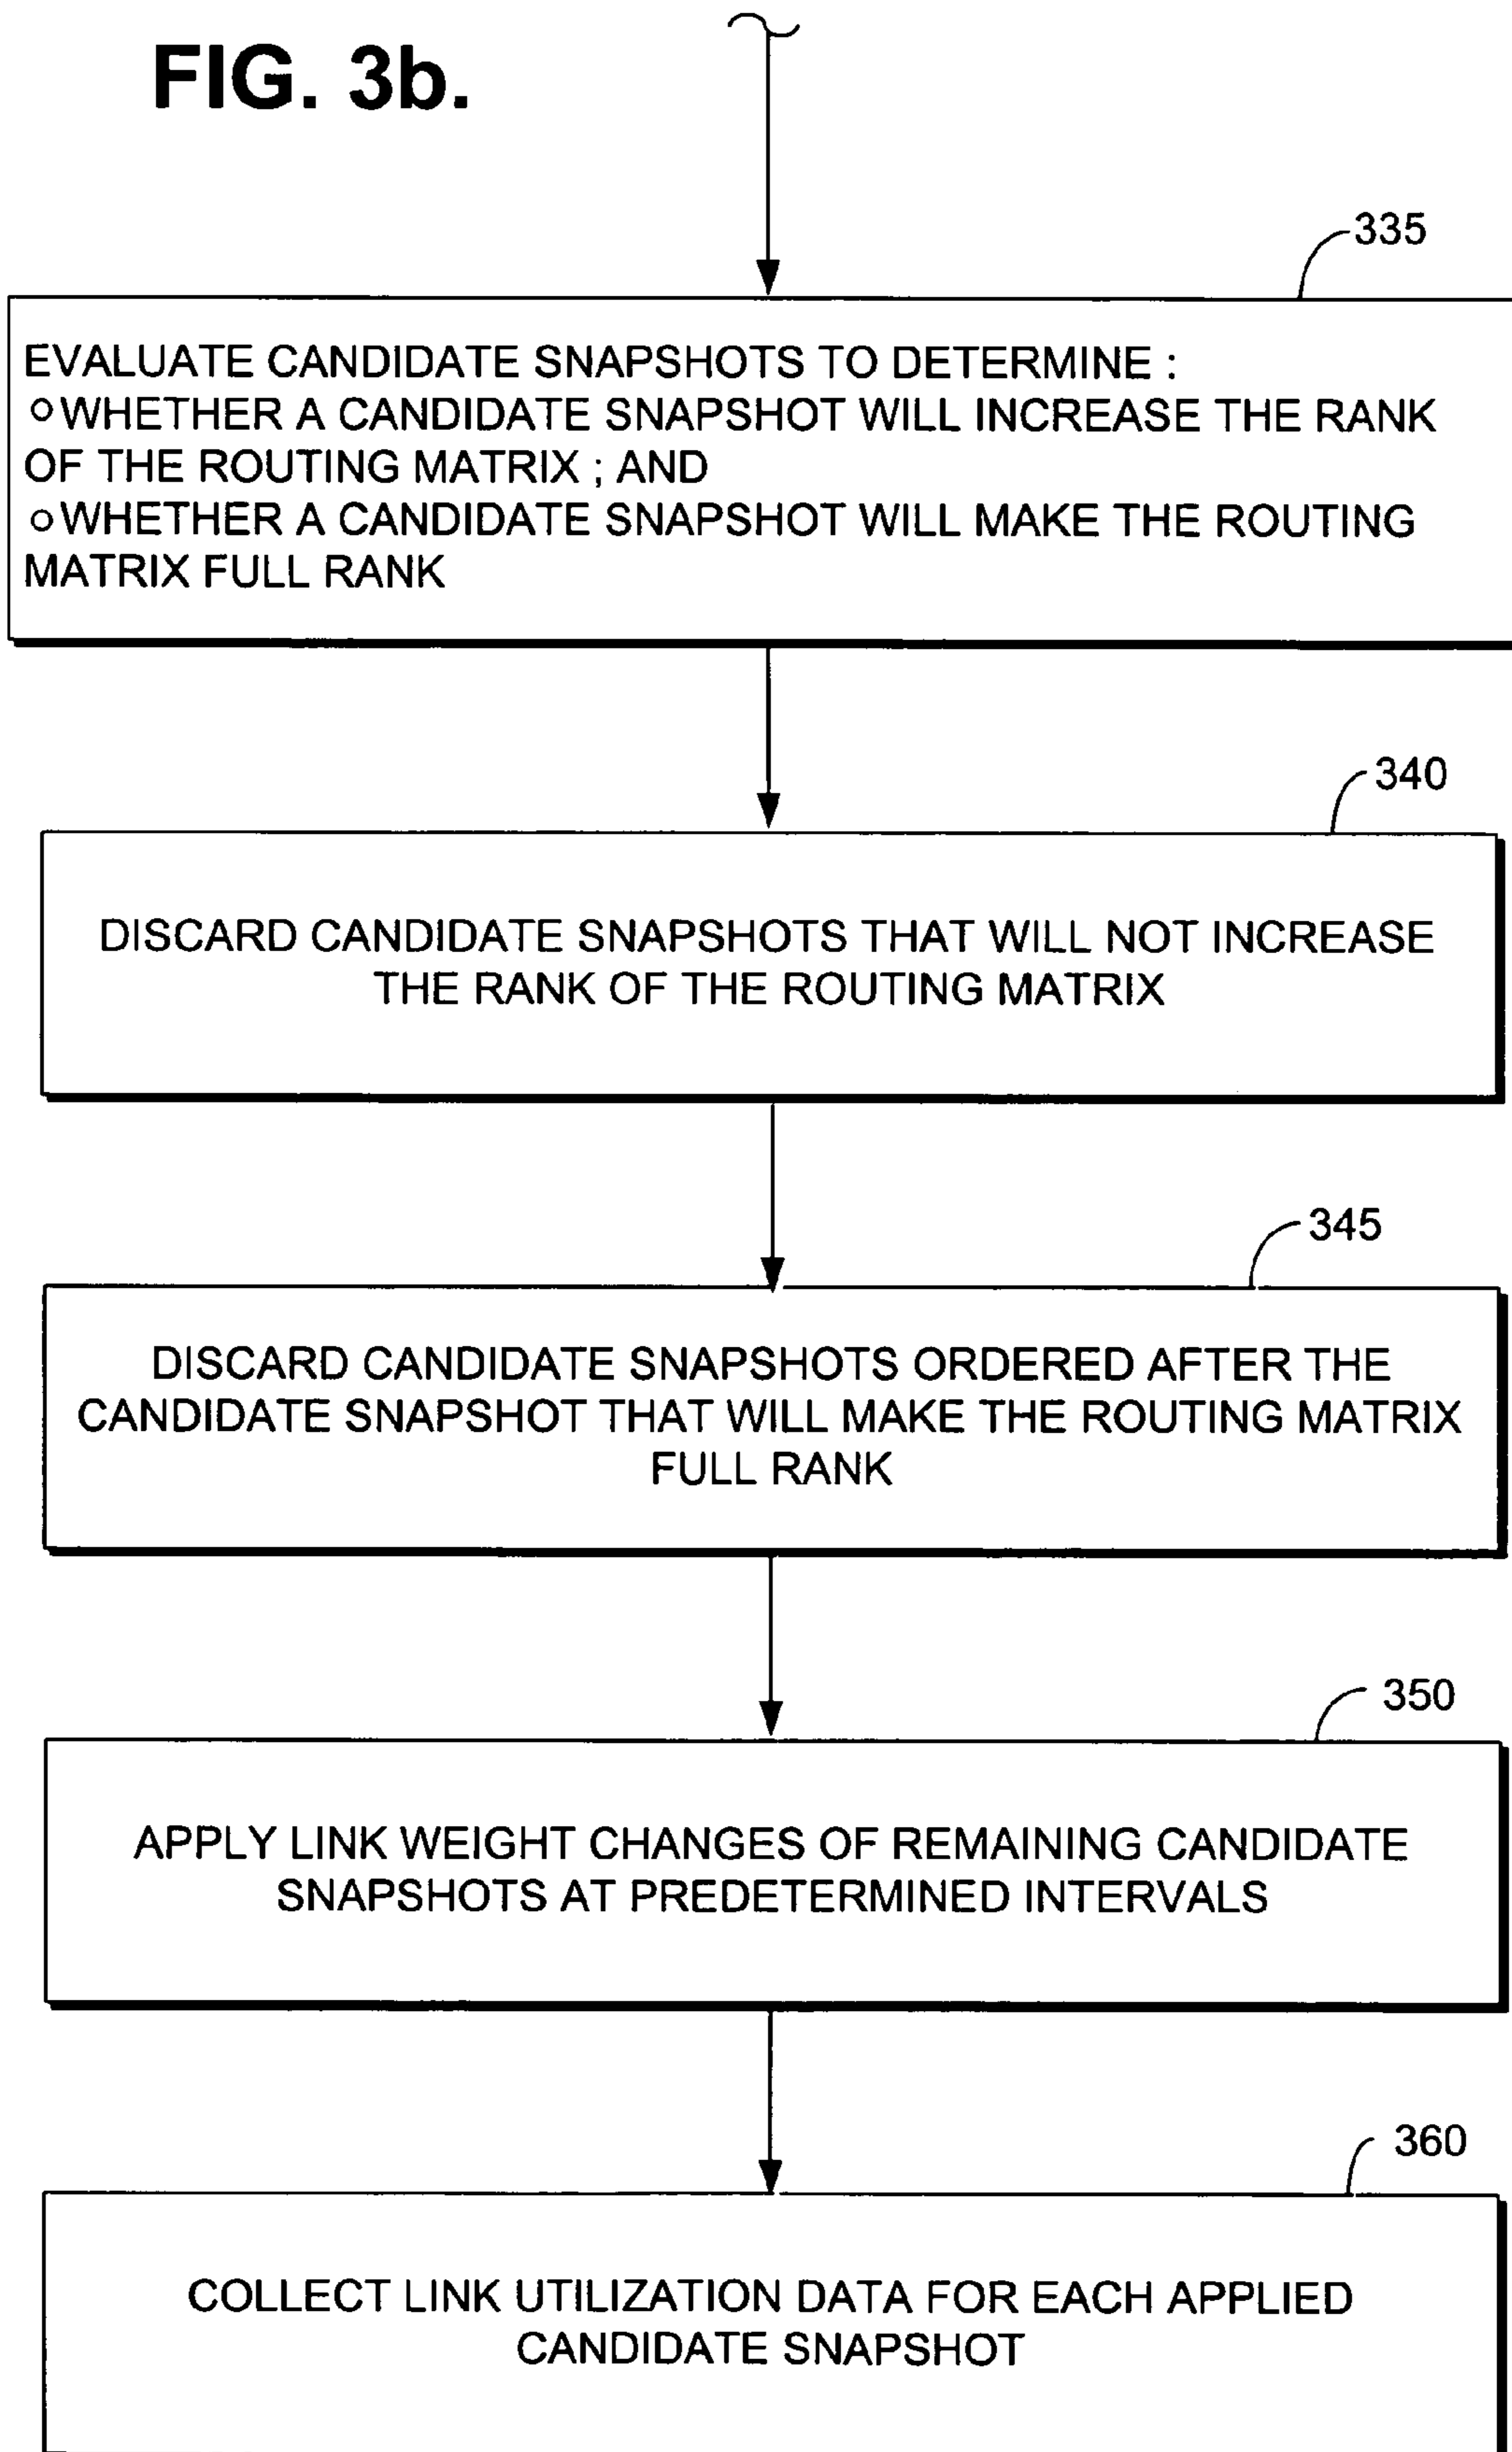 FIG. 3b.
335
EVALUATE CANDIDATE SNAPSHOTS TO DETERMINE :
○ WHETHER A CANDIDATE SNAPSHOT WILL INCREASE THE RANK
OF THE ROUTING MATRIX ; AND
○ WHETHER A CANDIDATE SNAPSHOT WILL MAKE THE ROUTING
MATRIX FULL RANK
340
DISCARD CANDIDATE SNAPSHOTS THAT WILL NOT INCREASE
THE RANK OF THE ROUTING MATRIX
345
DISCARD CANDIDATE SNAPSHOTS ORDERED AFTER THE
CANDIDATE SNAPSHOT THAT WILL MAKE THE ROUTING MATRIX
FULL RANK
350
APPLY LINK WEIGHT CHANGES OF REMAINING CANDIDATE
SNAPSHOTS AT PREDETERMINED INTERVALS
360
COLLECT LINK UTILIZATION DATA FOR EACH APPLIED
CANDIDATE SNAPSHOT